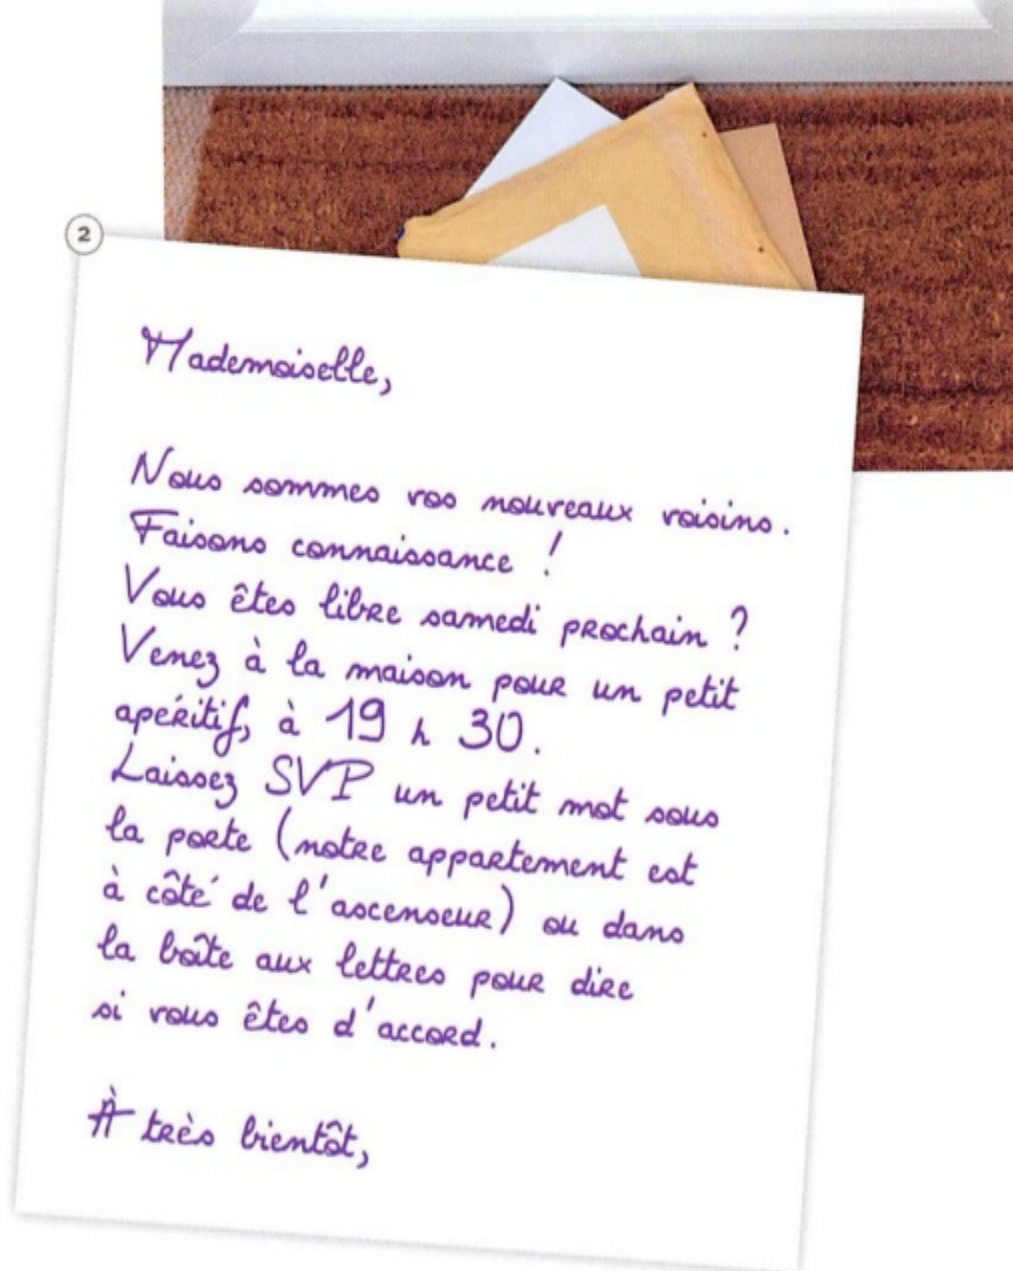 2
Mademoiselle,
Nous sommes vos nouveaux voisins.
Faisons connaissance !
Vous êtes libre samedi prochain ?
Venez à la maison pour un petit
apéritif, à 19 h 30.
Laissez SVP un petit mot sous
la porte (notre appartement est
à côté de l'ascenseur) ou dans
la boîte aux lettres pour dire
si vous êtes d'accord.
À très bientôt,